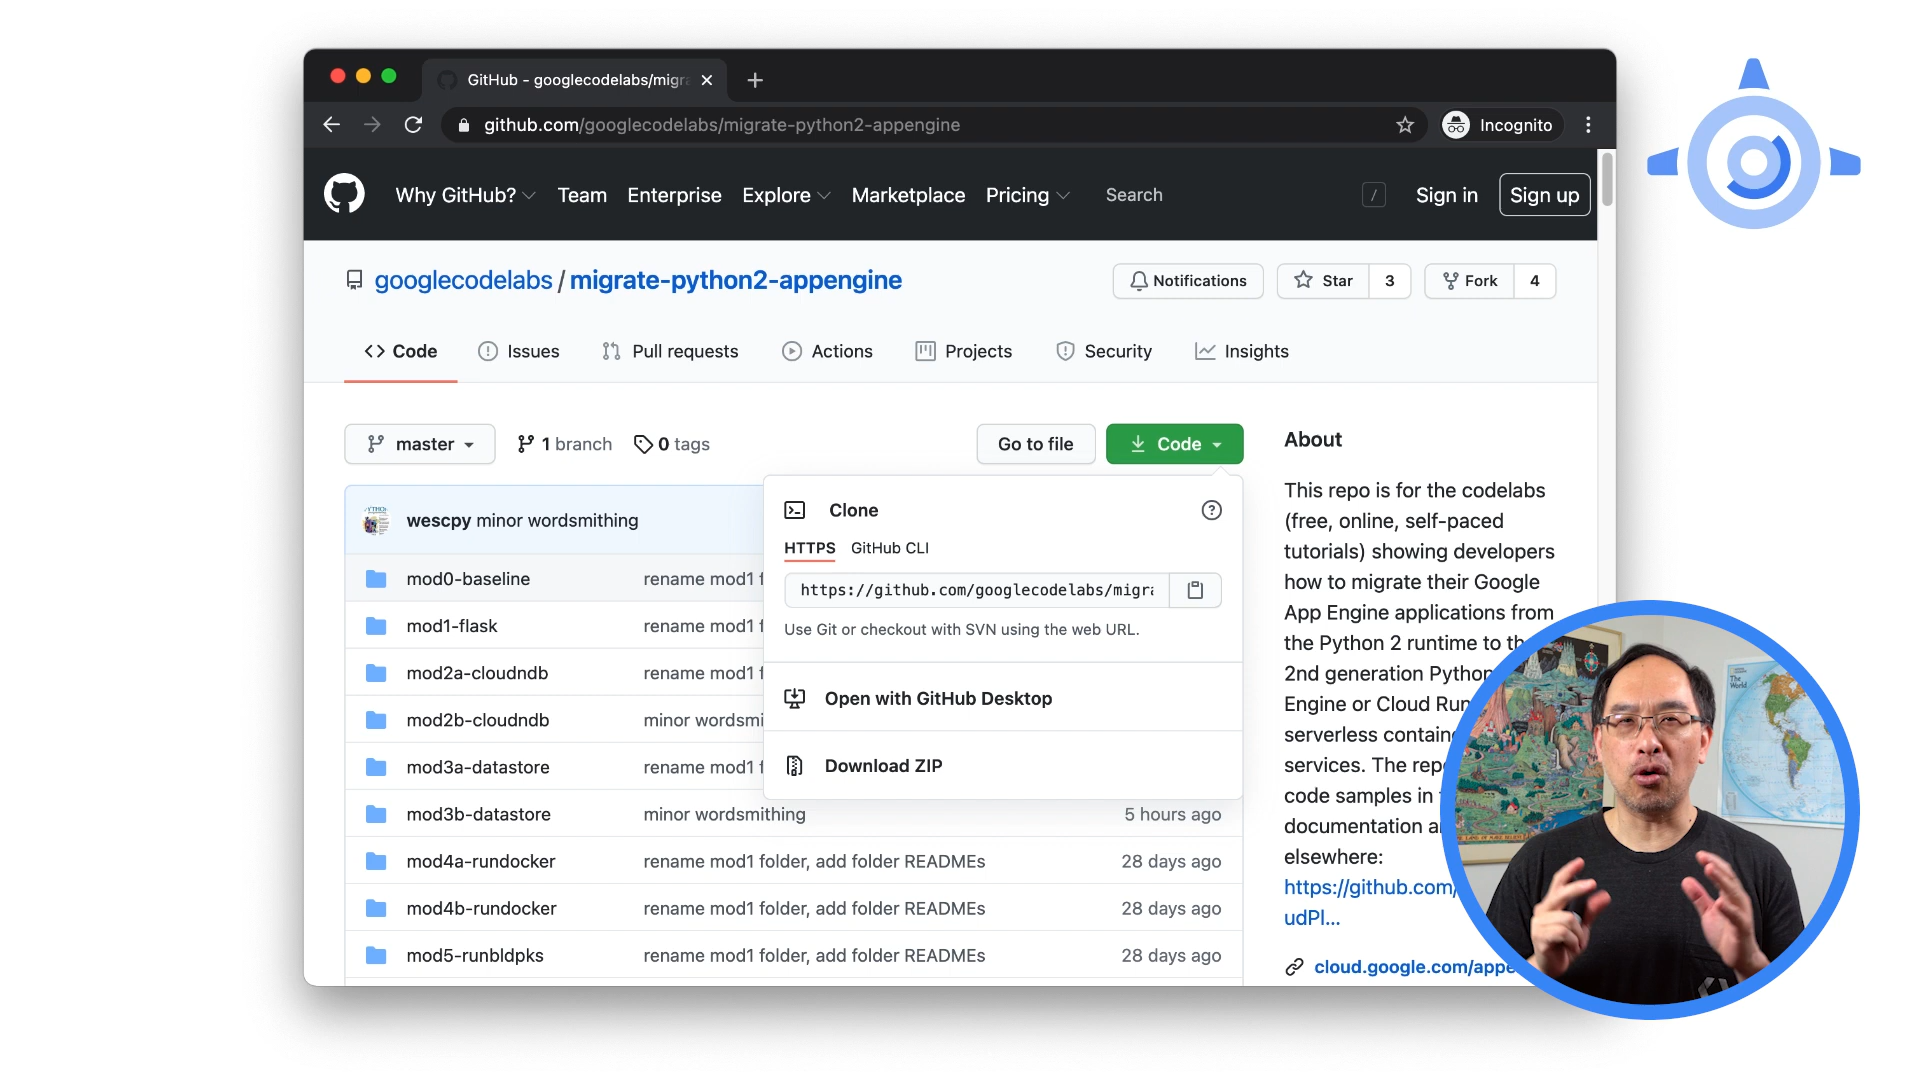 GitHub - googlecodelabs/migra
github.com/googlecodelabs/migrate-python2-appengine
Incognito
Why GitHub? Team Enterprise Explore Marketplace Pricing Search / Sign in Sign up
googlecodelabs / migrate-python2-appengine
Notifications Star 3 Fork 4
Code Issues Pull requests Actions Projects Security Insights
master 1 branch 0 tags Go to file Code
wescpy minor wordsmithing
mod0-baseline rename mod1 f
mod1-flask rename mod1 f
mod2a-cloudndb rename mod1 f
mod2b-cloudndb minor wordsmi
mod3a-datastore rename mod1 f
mod3b-datastore minor wordsmithing 5 hours ago
mod4a-rundocker rename mod1 folder, add folder READMEs 28 days ago
mod4b-rundocker rename mod1 folder, add folder READMEs 28 days ago
mod5-runbldpks rename mod1 folder, add folder READMEs 28 days ago
Clone
HTTPS GitHub CLI
https://github.com/googlecodelabs/migra
Use Git or checkout with SVN using the web URL.
Open with GitHub Desktop
Download ZIP
About
This repo is for the codelabs
(free, online, self-paced
tutorials) showing developers
how to migrate their Google
App Engine applications from
the Python 2 runtime to th
2nd generation Python
Engine or Cloud Run
serverless contain
services. The rep
code samples in
documentation a
elsewhere:
https://github.com/
udPl...
cloud.google.com/appe
The
World